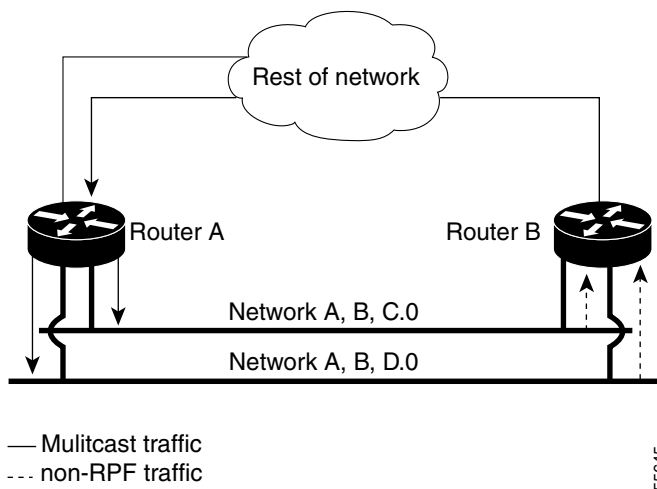 Rest of network
Router A
Router B
Network A, B, C.0
Network A, B, D.0
Mulitcast traffic
non-RPF traffic